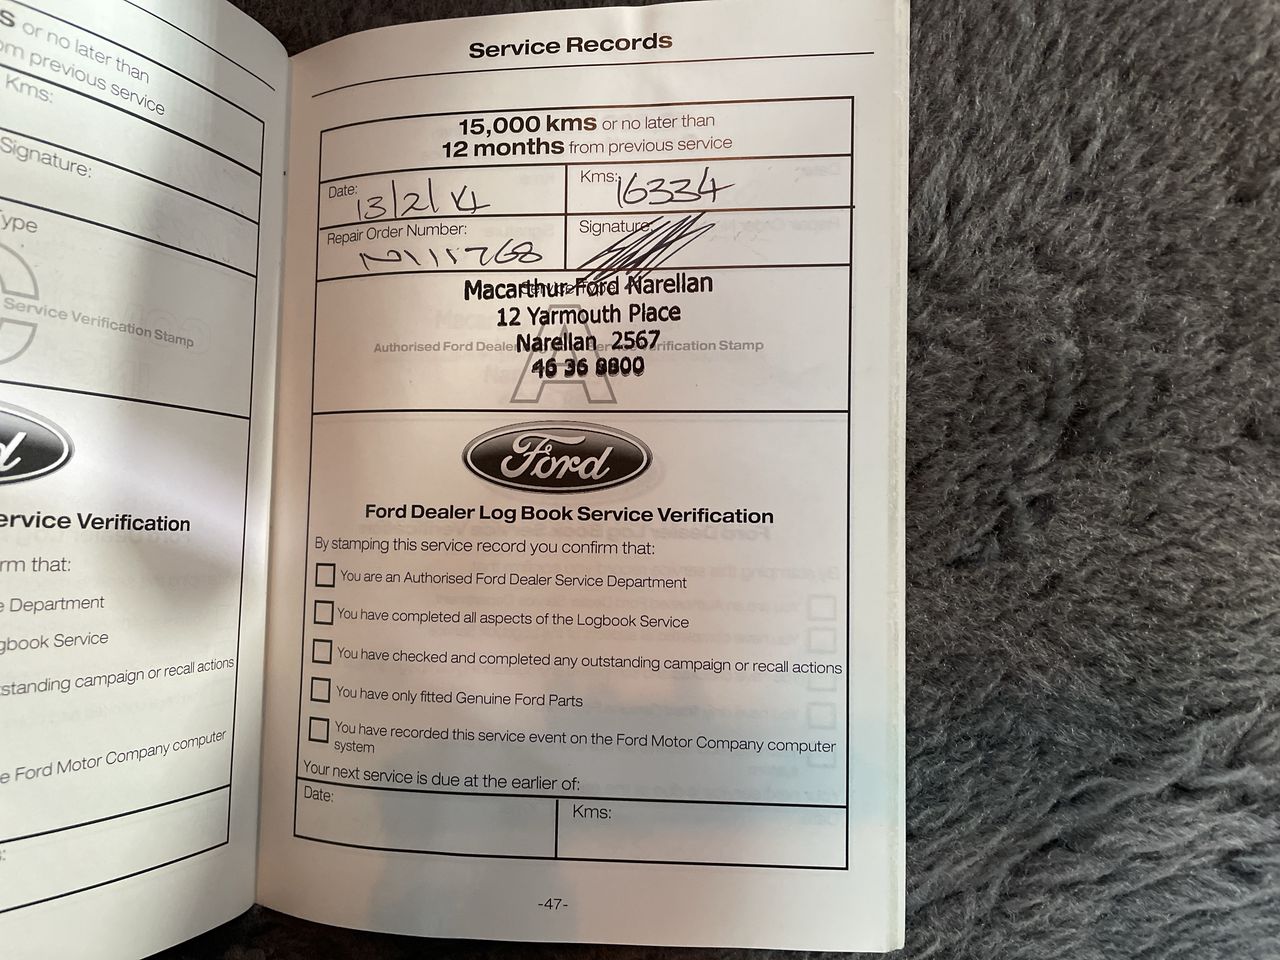 s or no later than
om previous service
Kms:
Signature:
Type
Service Verification Stamp
ervice Verification
rm that:
e Department
gbook Service
standing campaign or recall actions
e Ford Motor Company computer
Service Records
15,000 kms or no later than
12 months from previous service
Date: 13/2/14
Kms: 16334
Repair Order Number:
Signature:
Macarthur Ford Narellan
12 Yarmouth Place
Narellan 2567
Authorised Ford Dealer Service Verification Stamp
46 36 8800
A
Ford
Ford Dealer Log Book Service Verification
By stamping this service record you confirm that:
You are an Authorised Ford Dealer Service Department
You have completed all aspects of the Logbook Service
You have checked and completed any outstanding campaign or recall actions
You have only fitted Genuine Ford Parts
You have recorded this service event on the Ford Motor Company computer
system
Your next service is due at the earlier of:
Date:
Kms:
-47-